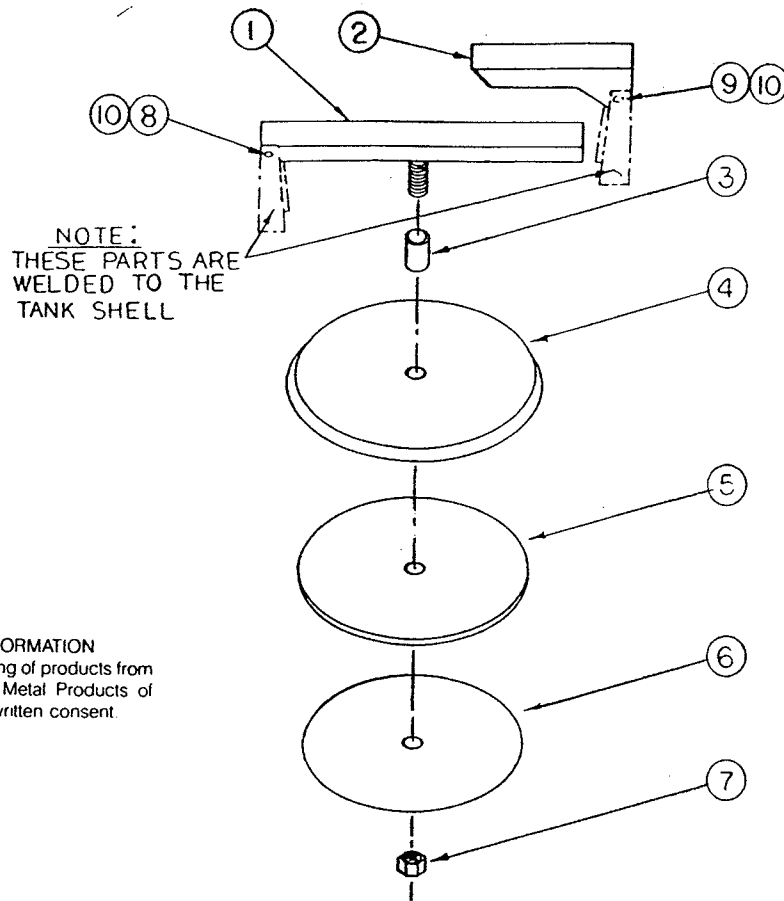 1
2
9 10
10 8
3
NOTE:
THESE PARTS ARE
WELDED TO THE
TANK SHELL
4
5
ORMATION
ng of products from
Metal Products of
written consent.
6
7